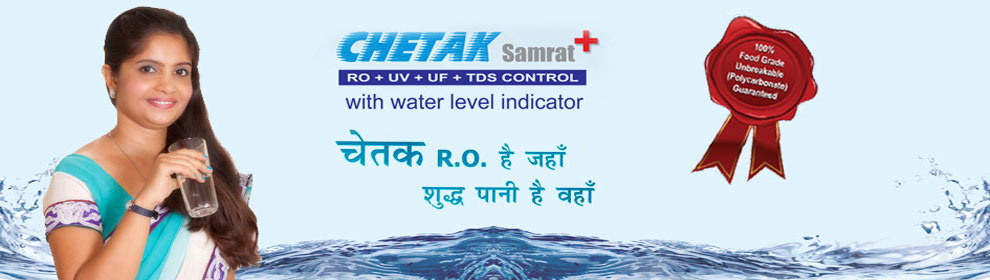 CHETAK Samrat+
RO + UV + UF + TDS CONTROL
with water level indicator
चेतक R.O. है जहाँ
शुद्ध पानी है वहाँ
100%
Food Grade
Unbreakable
(Polycarbonate)
Guaranteed